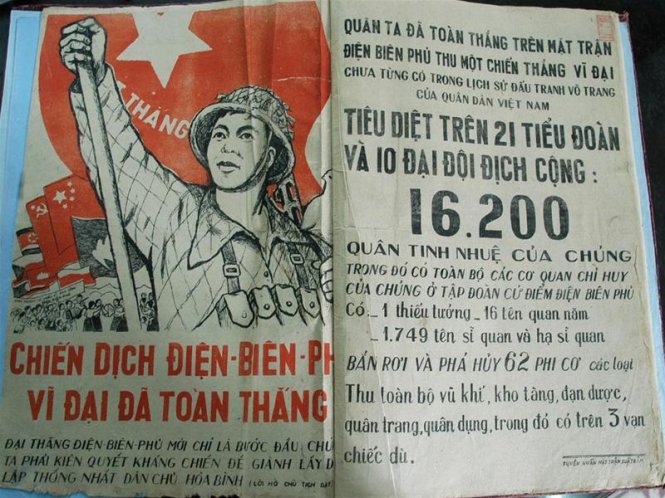 THẮNG
CHIẾN DỊCH ĐIỆN-BIÊN-PH
VĨ ĐẠI ĐÃ TOÀN THẮNG
ĐẠI THẮNG ĐIỆN-BIÊN-PHỦ MỚI CHỈ LÀ BƯỚC ĐẦU. CHÚ
TA PHẢI KIÊN QUYẾT KHÁNG CHIẾN ĐỂ GIÀNH LẤY Đ
LẬP THỐNG NHẤT DÂN CHỦ HÒA BÌNH (LỜI HỒ CHỦ TỊCH
QUÂN TA ĐÃ TOÀN THẮNG TRÊN MẶT TRẬN
ĐIỆN BIÊN PHỦ THU MỘT CHIẾN THẮNG VĨ ĐẠI
CHƯA TỪNG CÓ TRONG LỊCH SỬ ĐẤU TRANH VÕ TRANG
CỦA QUÂN DÂN VIỆT NAM
TIÊU DIỆT TRÊN 21 TIỂU ĐOÀN
VÀ 10 ĐẠI ĐỘI ĐỊCH CỘNG :
16.200
QUÂN TINH NHUỆ CỦA CHÚNG
TRONG ĐÓ CÓ TOÀN BỘ CÁC CƠ QUAN CHỈ HUY
CỦA CHÚNG Ở TẬP ĐOÀN CỨ ĐIỂM ĐIỆN BIÊN PHỦ
CÓ: _ 1 thiếu tướng _ 16 tên quan năm
_ 1.749 tên sĩ quan và hạ sĩ quan
BẮN RƠI VÀ PHÁ HỦY 62 PHI CƠ các loại
Thu toàn bộ vũ khí, kho tàng, đạn dược,
quân trang, quân dụng, trong đó có trên 3 vạn
chiếc dù.